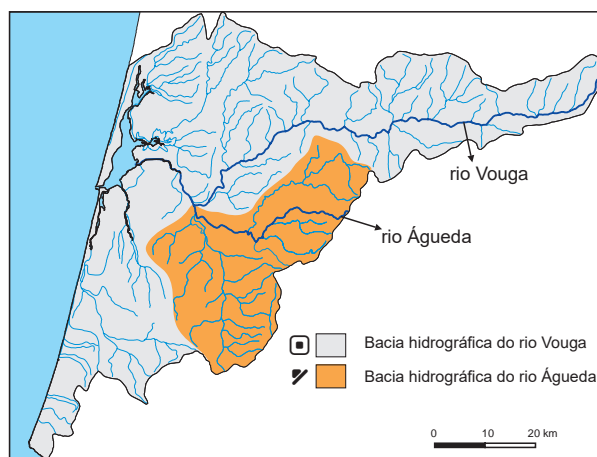 rio Vouga
rio Águeda
Bacia hidrográfica do rio Vouga
Bacia hidrográfica do rio Águeda
0 10 20 km